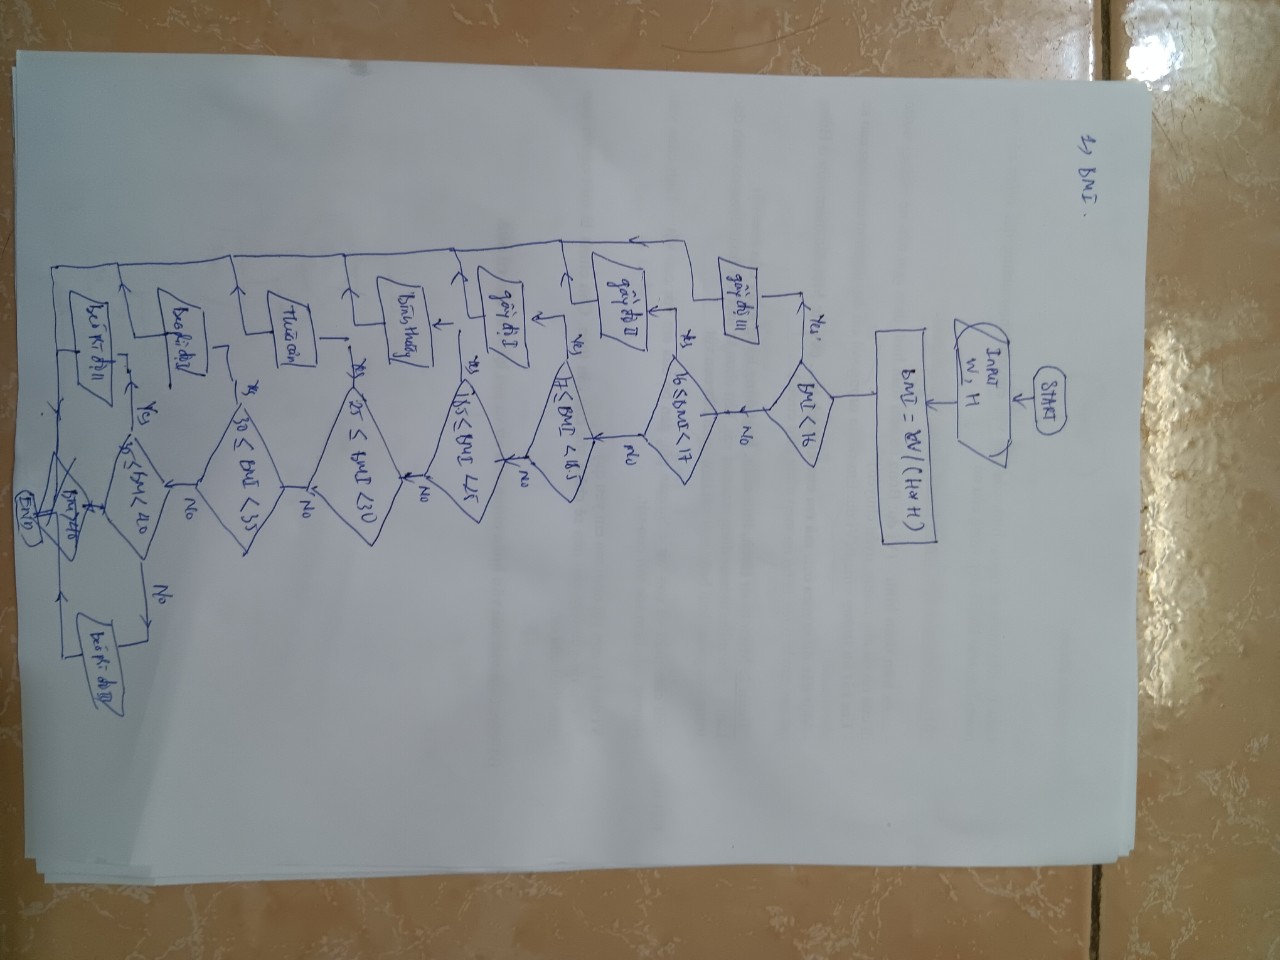 1) BMI.
START
INPUT
W, H
BMI = W/(H*H)
BMI < 16
Yes
gầy độ III
No
16 ≤ BMI < 17
Yes
gầy độ II
No
17 ≤ BMI < 18.5
Yes
gầy độ I
No
18.5 ≤ BMI < 25
Yes
Bình thường
No
25 ≤ BMI < 30
Yes
thừa cân
No
30 ≤ BMI < 35
Yes
Béo phì độ I
No
35 ≤ BMI < 40
Yes
béo phì độ II
No
béo phì độ III
END